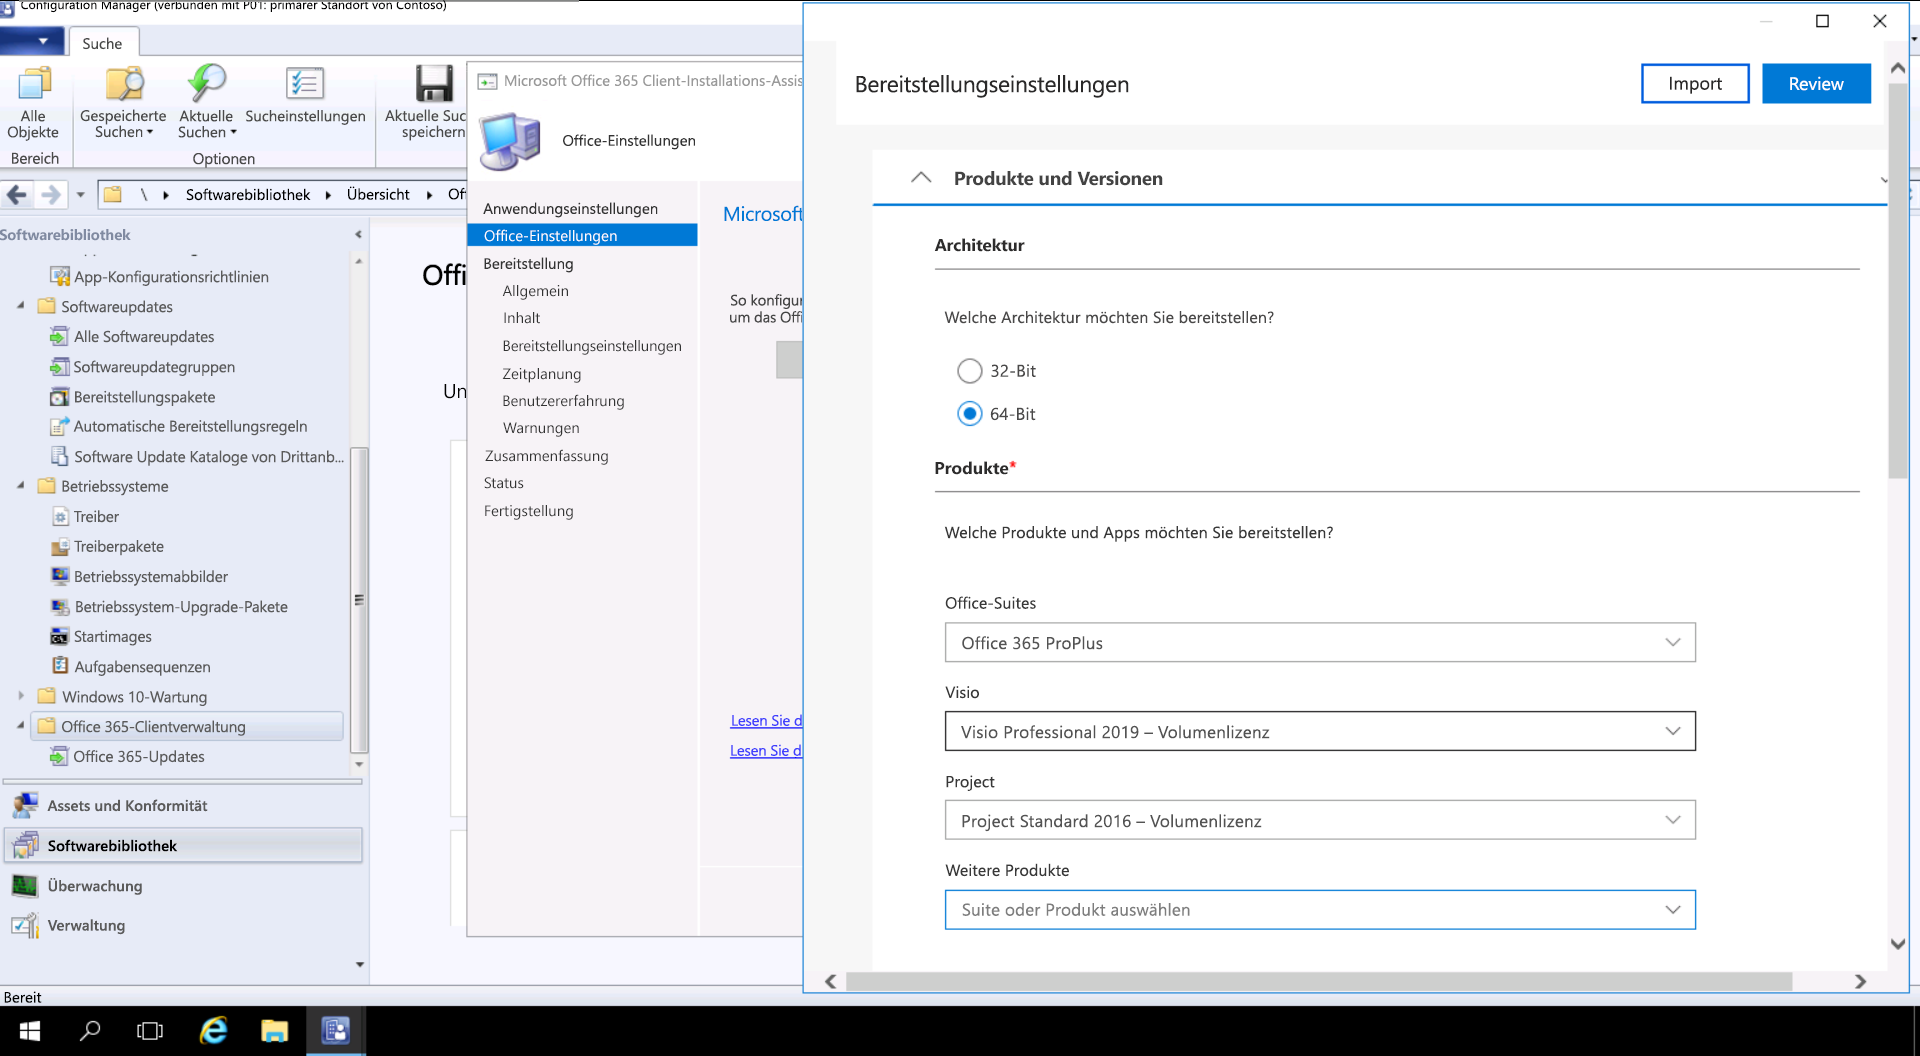 Configuration Manager (verbunden mit P01: primärer Standort von Contoso)
Suche
Alle Objekte
Gespeicherte Suchen
Aktuelle Suchen
Sucheinstellungen
Aktuelle Suc
speichern
Bereich
Optionen
\ Softwarebibliothek Übersicht Of
Softwarebibliothek
App-Konfigurationsrichtlinien
Softwareupdates
Alle Softwareupdates
Softwareupdategruppen
Bereitstellungspakete
Automatische Bereitstellungsregeln
Software Update Kataloge von Drittanb...
Betriebssysteme
Treiber
Treiberpakete
Betriebssystemabbilder
Betriebssystem-Upgrade-Pakete
Startimages
Aufgabensequenzen
Windows 10-Wartung
Office 365-Clientverwaltung
Office 365-Updates
Assets und Konformität
Softwarebibliothek
Überwachung
Verwaltung
Bereit
Offi
Un
Microsoft Office 365 Client-Installations-Assis
Office-Einstellungen
Anwendungseinstellungen
Office-Einstellungen
Bereitstellung
Allgemein
Inhalt
Bereitstellungseinstellungen
Zeitplanung
Benutzererfahrung
Warnungen
Zusammenfassung
Status
Fertigstellung
Microsoft
So konfigur
um das Offi
Lesen Sie d
Lesen Sie d
Bereitstellungseinstellungen
Import
Review
Produkte und Versionen
Architektur
Welche Architektur möchten Sie bereitstellen?
32-Bit
64-Bit
Produkte*
Welche Produkte und Apps möchten Sie bereitstellen?
Office-Suites
Office 365 ProPlus
Visio
Visio Professional 2019 – Volumenlizenz
Project
Project Standard 2016 – Volumenlizenz
Weitere Produkte
Suite oder Produkt auswählen